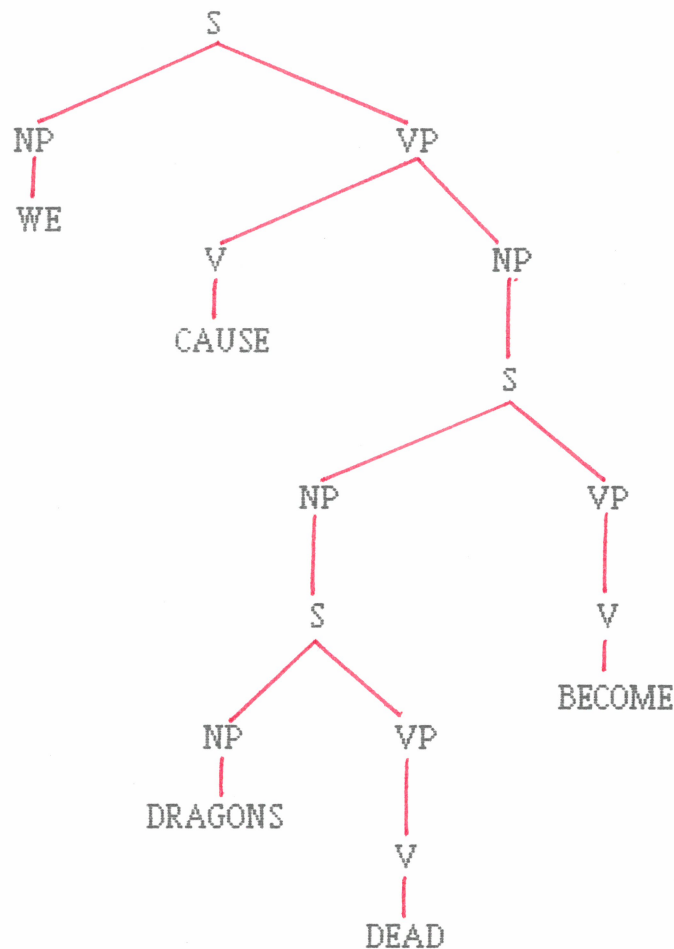 S
NP VP
WE
V NP
CAUSE
S
NP VP
S V
BECOME
NP VP
DRAGONS
V
DEAD